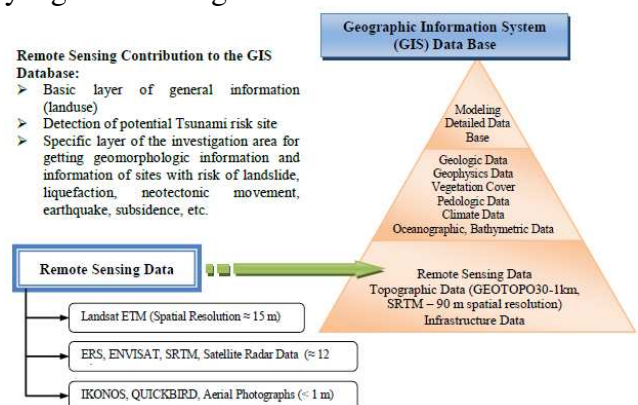 Geographic Information System
(GIS) Data Base
Remote Sensing Contribution to the GIS
Database:
➤ Basic layer of general information
(landuse)
➤ Detection of potential Tsunami risk site
➤ Specific layer of the investigation area for
getting geomorphologic information and
information of sites with risk of landslide,
liquefaction, neotectonic movement,
earthquake, subsidence, etc.
Modeling
Detailed Data
Base
Geologic Data
Geophysics Data
Vegetation Cover
Pedologic Data
Climate Data
Oceanographic, Bathymetric Data
Remote Sensing Data
Remote Sensing Data
Topographic Data (GEOTOPO30-1km,
SRTM – 90 m spatial resolution)
Infrastructure Data
Landsat ETM (Spatial Resolution ≈ 15 m)
ERS, ENVISAT, SRTM, Satellite Radar Data (≈ 12
IKONOS, QUICKBIRD, Aerial Photographs (< 1 m)